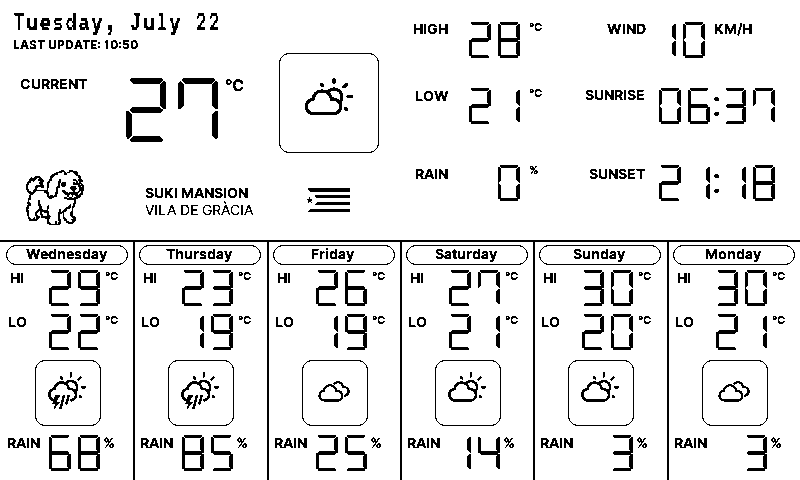 Tuesday, July 22
LAST UPDATE: 10:50
CURRENT 27 °C
HIGH 28 °C
WIND 10 KM/H
LOW 21 °C
SUNRISE 06:37
RAIN 0 %
SUNSET 21:18
SUKI MANSION
VILA DE GRÀCIA
Wednesday
HI 29 °C
LO 22 °C
RAIN 68 %
Thursday
HI 23 °C
LO 19 °C
RAIN 85 %
Friday
HI 26 °C
LO 19 °C
RAIN 25 %
Saturday
HI 27 °C
LO 21 °C
RAIN 14 %
Sunday
HI 30 °C
LO 20 °C
RAIN 3 %
Monday
HI 30 °C
LO 21 °C
RAIN 3 %